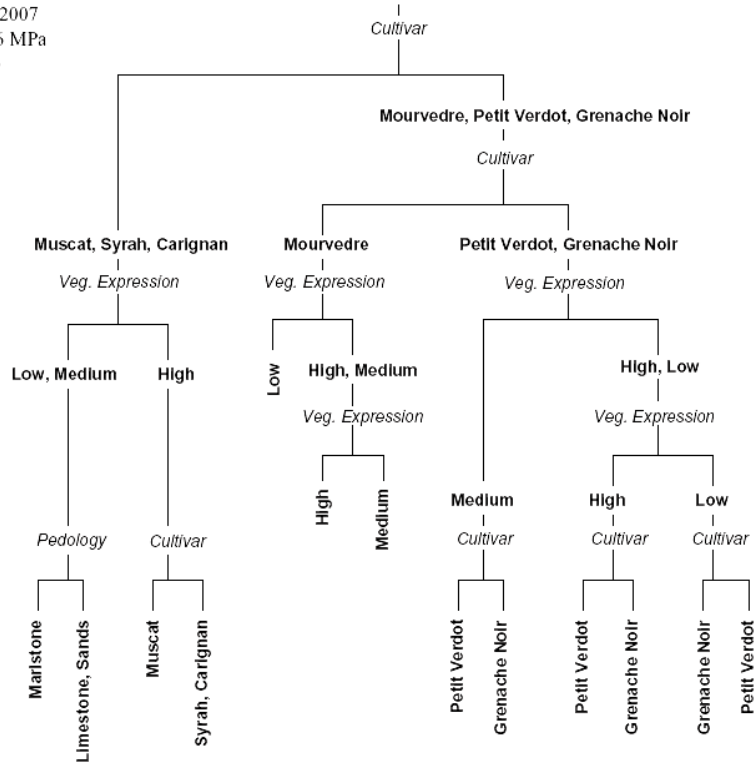 2007
6 MPa
Cultivar
Mourvedre, Petit Verdot, Grenache Noir
Cultivar
Muscat, Syrah, Carignan
Mourvedre
Petit Verdot, Grenache Noir
Veg. Expression
Veg. Expression
Veg. Expression
Low, Medium
High
Low
High, Medium
High, Low
Veg. Expression
Veg. Expression
High
Medium
Medium
High
Low
Pedology
Cultivar
Cultivar
Cultivar
Cultivar
Marlstone
Limestone, Sands
Muscat
Syrah, Carignan
Petit Verdot
Grenache Noir
Petit Verdot
Grenache Noir
Grenache Noir
Petit Verdot